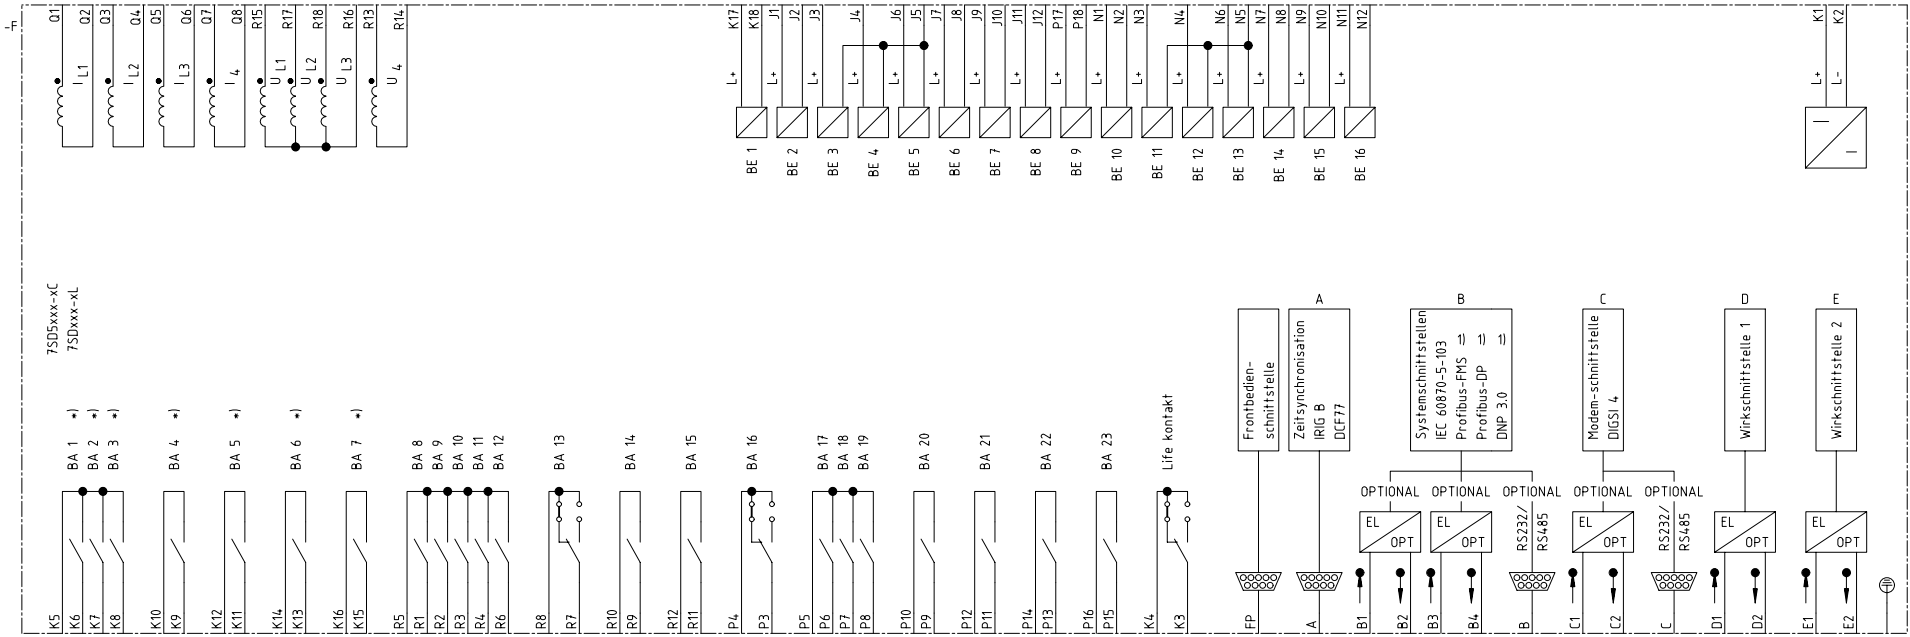 -F
Q1 Q2 Q3 Q4 Q5 Q6 Q7 Q8 R15 R17 R18 R16 R13 R14
I L1
I L2
I L3
I 4
U L1
U L2
U L3
U 4
K17 K18 J1 J2 J3 J4 J6 J5 J7 J8 J9 J10 J11 J12 P17 P18 N1 N2 N3 N4 N6 N5 N7 N8 N9 N10 N11 N12
L+ L+ L+ L+ L+ L+ L+ L+ L+ L+ L+ L+ L+ L+ L+ L+
BE 1
BE 2
BE 3
BE 4
BE 5
BE 6
BE 7
BE 8
BE 9
BE 10
BE 11
BE 12
BE 13
BE 14
BE 15
BE 16
K1 K2
L+ L-
7SD5xxx-xC
7SDxxx-xL
BA 1 *)
BA 2 *)
BA 3 *)
BA 4 *)
BA 5 *)
BA 6 *)
BA 7 *)
BA 8
BA 9
BA 10
BA 11
BA 12
BA 13
BA 14
BA 15
BA 16
BA 17
BA 18
BA 19
BA 20
BA 21
BA 22
BA 23
Life kontakt
Frontbedien-
schnittstelle
A
Zeitsynchronisation
IRIG B
DCF77
B
Systemschnittstellen
IEC 60870-5-103
Profibus-FMS 1)
Profibus-DP 1)
DNP 3.0 1)
C
Modem-schnittstelle
DIGSI 4
D
Wirkschnittstelle 1
E
Wirkschnittstelle 2
OPTIONAL OPTIONAL OPTIONAL OPTIONAL OPTIONAL
EL OPT
EL OPT
RS232/
RS485
EL OPT
RS232/
RS485
EL OPT
EL OPT
K5 K6 K7 K8 K10 K9 K12 K11 K14 K13 K16 K15 R5 R1 R2 R3 R4 R6 R8 R7 R10 R9 R12 R11 P4 P3 P5 P6 P7 P8 P10 P9 P12 P11 P14 P13 P16 P15 K4 K3 FP A B1 B2 B3 B4 B C1 C2 C D1 D2 E1 E2